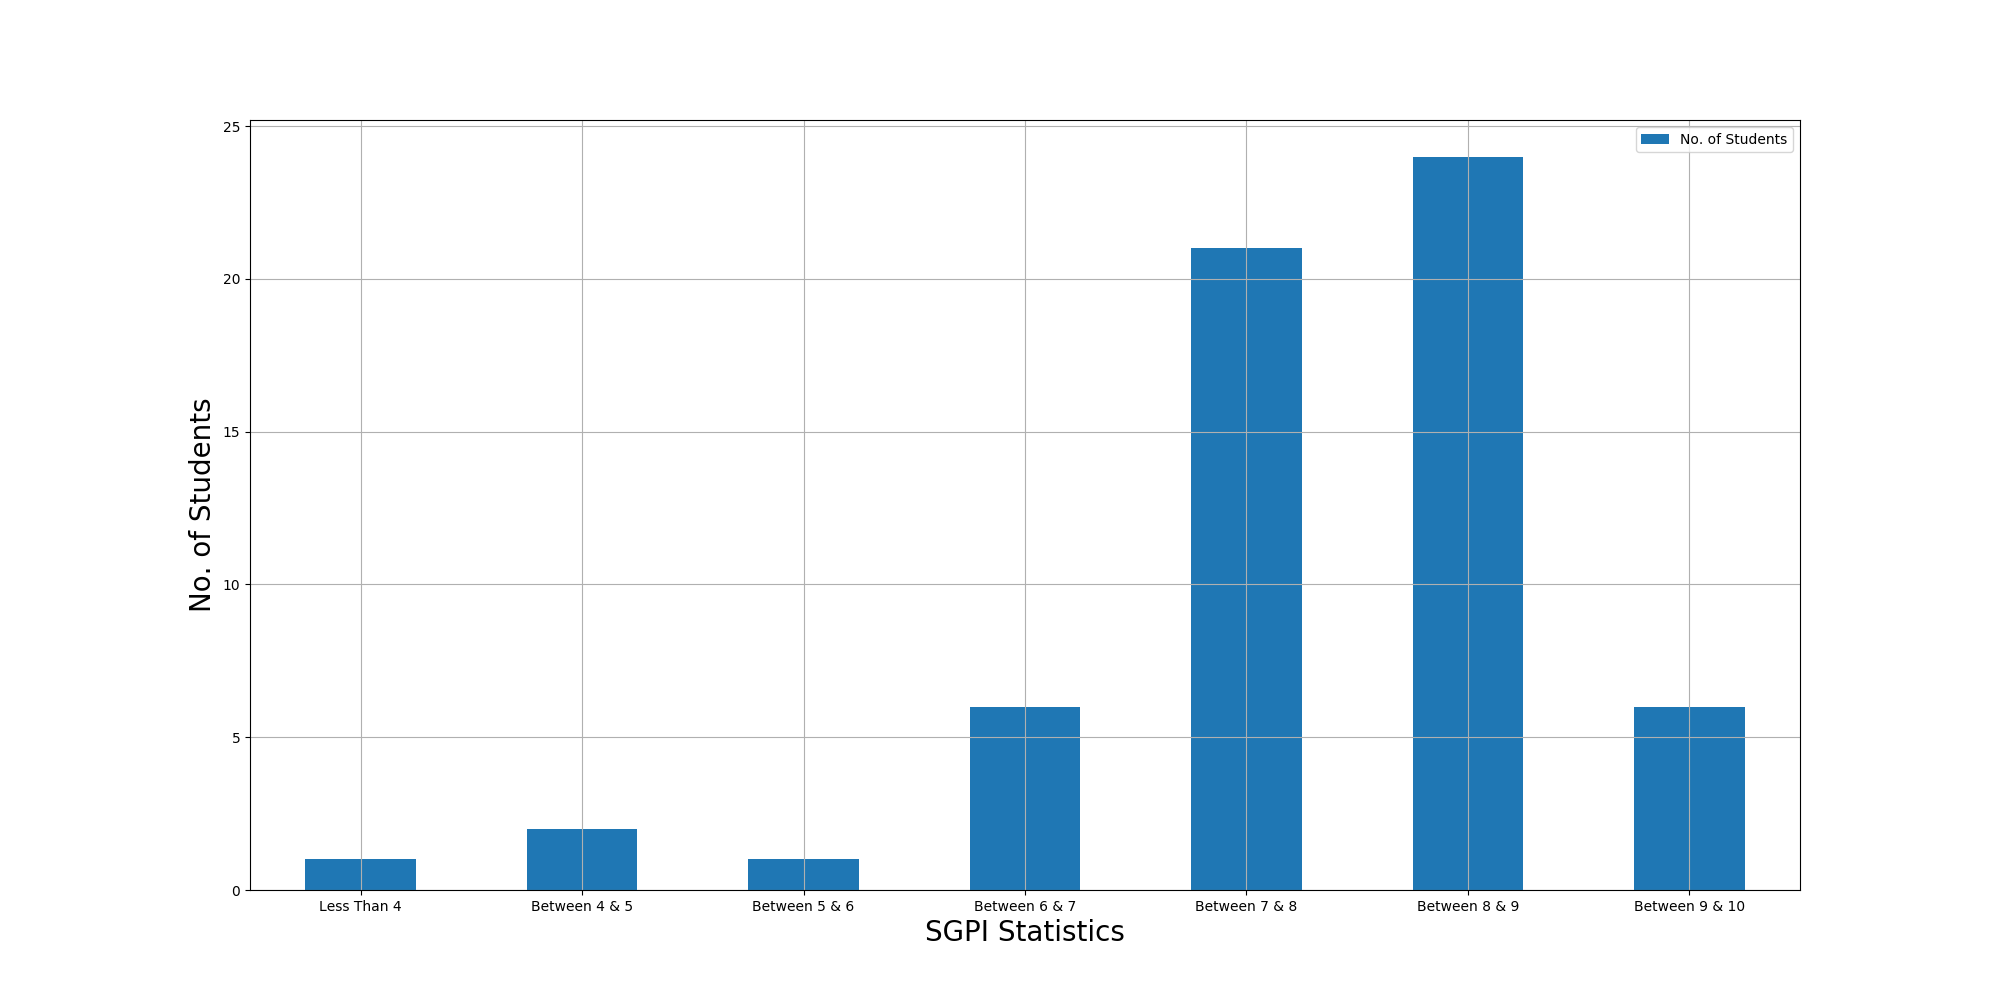 25
No. of Students
20
15
10
5
0
No. of Students
Less Than 4 Between 4 & 5 Between 5 & 6 Between 6 & 7 Between 7 & 8 Between 8 & 9 Between 9 & 10
SGPI Statistics